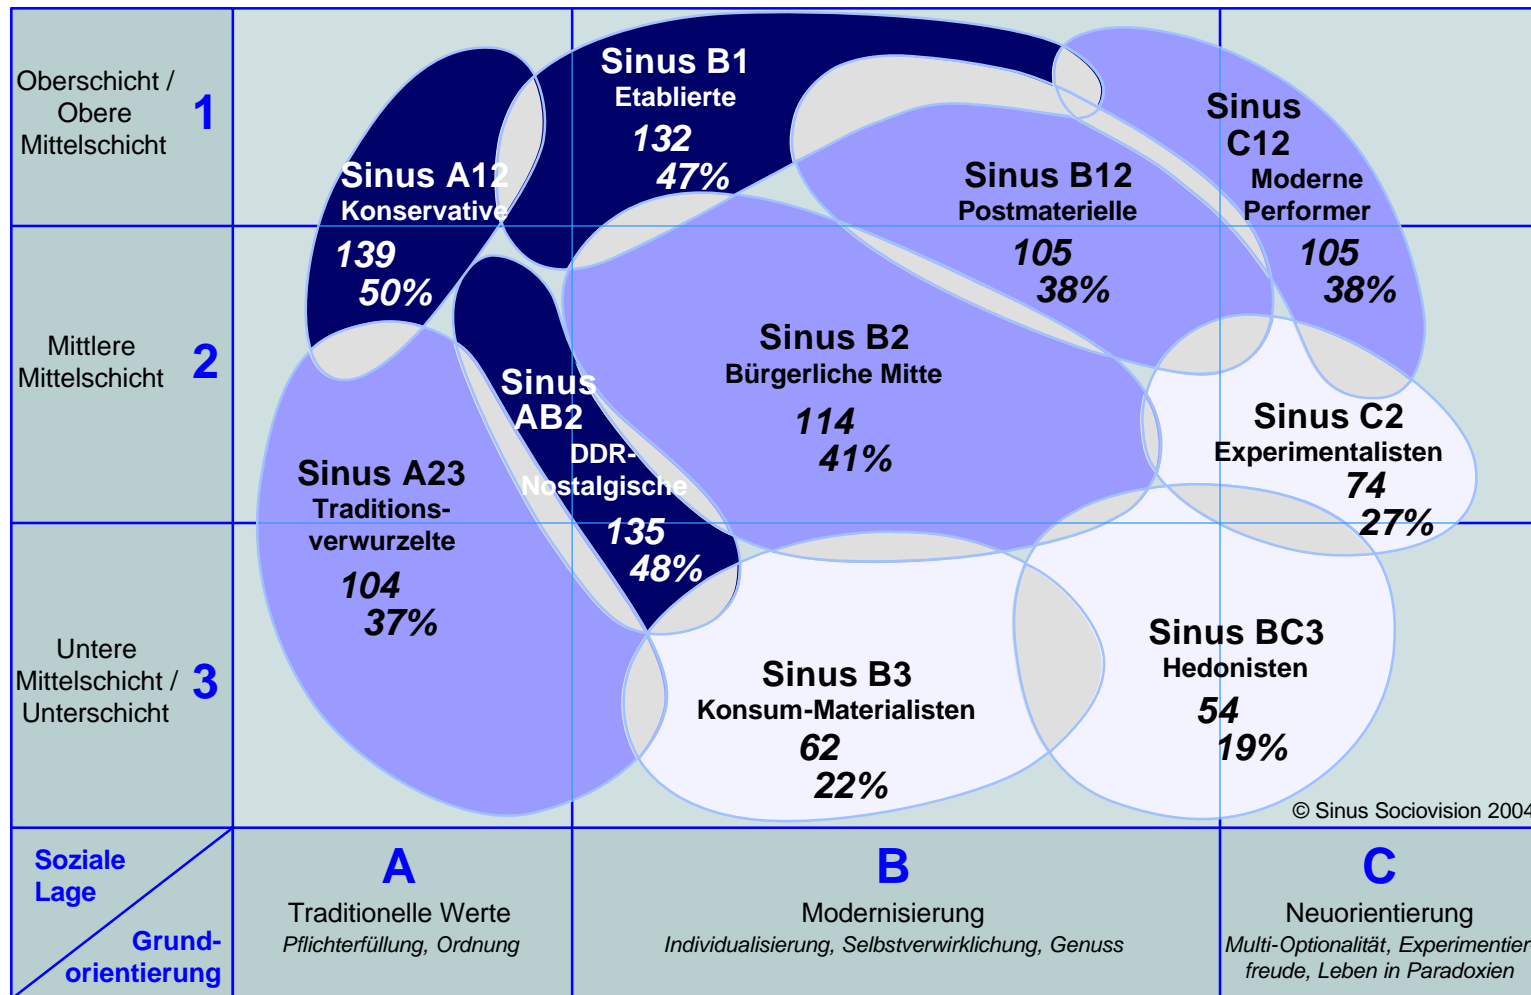 Oberschicht /
Obere
Mittelschicht
1
Sinus B1
Etablierte
132
47%
Sinus A12
Konservative
139
50%
Sinus B12
Postmaterielle
105
38%
Sinus
C12
Moderne
Performer
105
38%
Mittlere
Mittelschicht
2
Sinus
AB2
DDR-
Nostalgische
135
48%
Sinus B2
Bürgerliche Mitte
114
41%
Sinus C2
Experimentalisten
74
27%
Sinus A23
Traditions-
verwurzelte
104
37%
Untere
Mittelschicht /
Unterschicht
3
Sinus B3
Konsum-Materialisten
62
22%
Sinus BC3
Hedonisten
54
19%
© Sinus Sociovision 2004
Soziale
Lage
Grund-
orientierung
A
Traditionelle Werte
Pflichterfüllung, Ordnung
B
Modernisierung
Individualisierung, Selbstverwirklichung, Genuss
C
Neuorientierung
Multi-Optionalität, Experimentier-
freude, Leben in Paradoxien